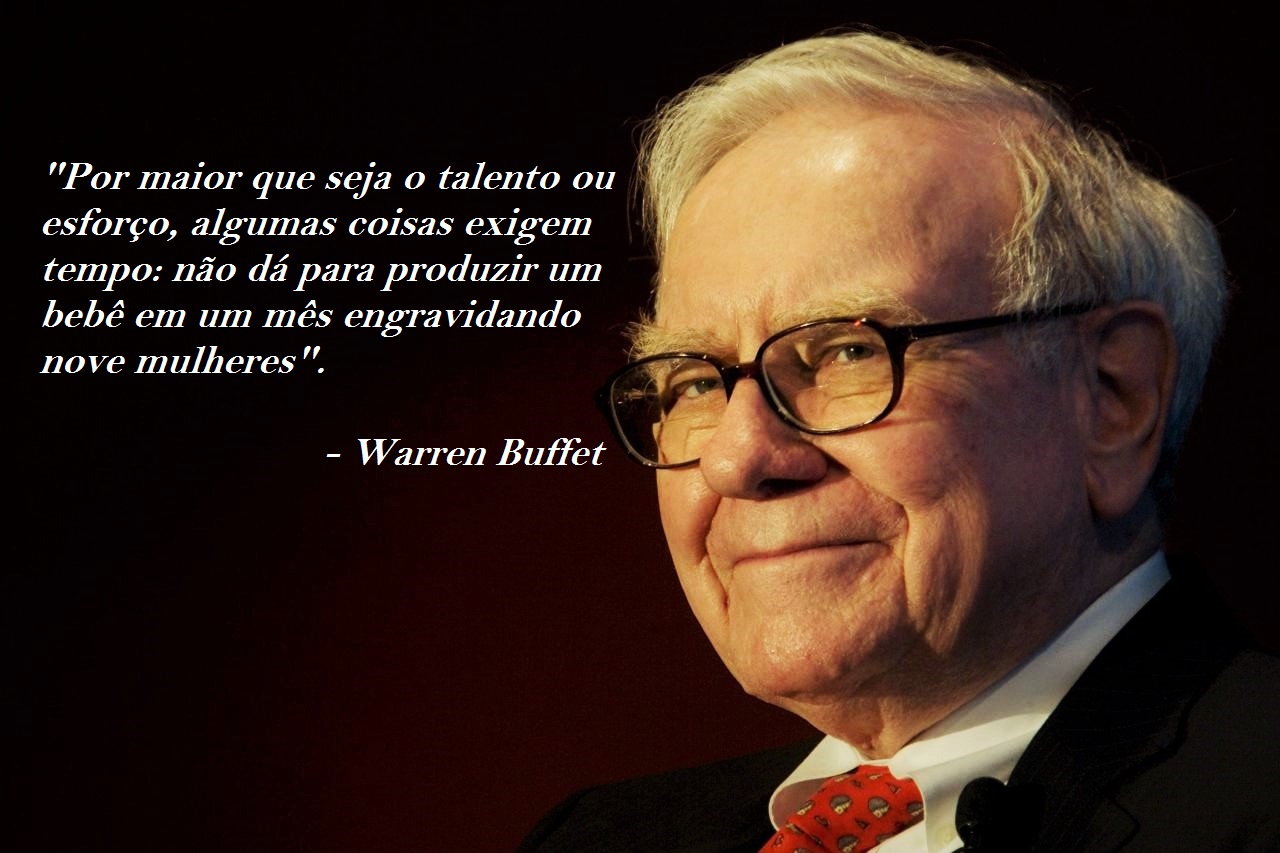 "Por maior que seja o talento ou
esforço, algumas coisas exigem
tempo: não dá para produzir um
bebê em um mês engravidando
nove mulheres".
- Warren Buffet